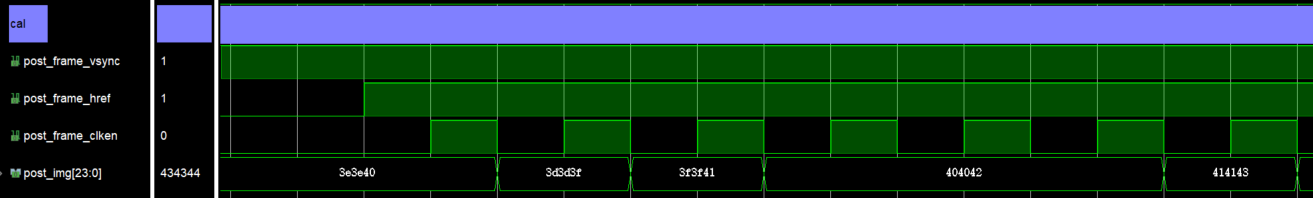 cal
post_frame_vsync 1
post_frame_href 1
post_frame_clken 0
post_img[23:0] 434344 3e3e40 3d3d3f 3f3f41 404042 414143